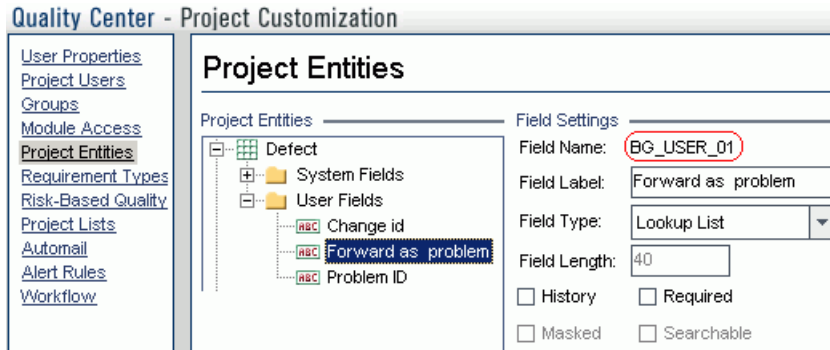 Quality Center - Project Customization
User Properties
Project Users
Groups
Module Access
Project Entities
Requirement Types
Risk-Based Quality
Project Lists
Automail
Alert Rules
Workflow
Project Entities
Project Entities
Defect
System Fields
User Fields
ABC Change id
ABC Forward as problem
ABC Problem ID
Field Settings
Field Name: BG_USER_01
Field Label: Forward as problem
Field Type: Lookup List
Field Length: 40
History Required
Masked Searchable